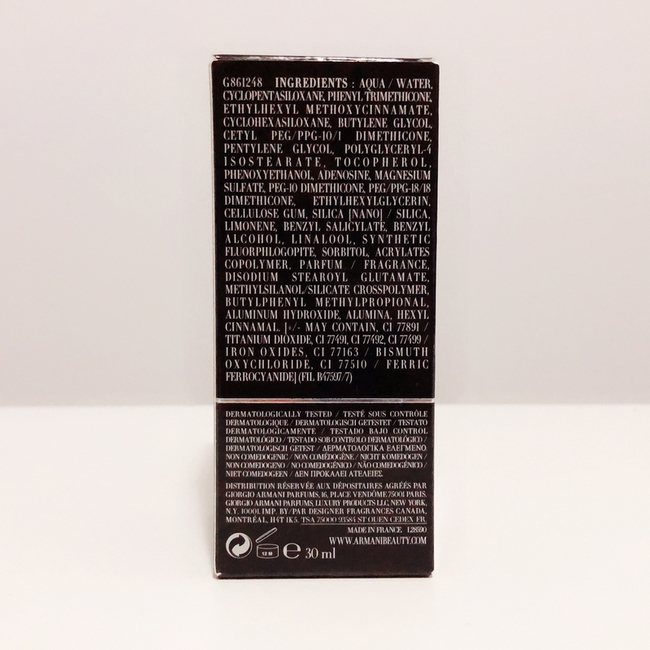 G861248 INGREDIENTS : AQUA / WATER,
CYCLOPENTASILOXANE, PHENYL TRIMETHICONE,
ETHYLHEXYL METHOXYCINNAMATE,
CYCLOHEXASILOXANE, BUTYLENE GLYCOL,
CETYL PEG/PPG-10/1 DIMETHICONE,
PENTYLENE GLYCOL, POLYGLYCERYL-4
ISOSTEARATE, TOCOPHEROL,
PHENOXYETHANOL, ADENOSINE, MAGNESIUM
SULFATE, PEG-10 DIMETHICONE, PEG/PPG-18/18
DIMETHICONE, ETHYLHEXYLGLYCERIN,
CELLULOSE GUM, SILICA [NANO] / SILICA,
LIMONENE, BENZYL SALICYLATE, BENZYL
ALCOHOL, LINALOOL, SYNTHETIC
FLUORPHLOGOPITE, SORBITOL, ACRYLATES
COPOLYMER, PARFUM / FRAGRANCE,
DISODIUM STEAROYL GLUTAMATE,
METHYLSILANOL/SILICATE CROSSPOLYMER,
BUTYLPHENYL METHYLPROPIONAL,
ALUMINUM HYDROXIDE, ALUMINA, HEXYL
CINNAMAL. [+/- MAY CONTAIN, CI 77891 /
TITANIUM DIOXIDE, CI 77491, CI 77492, CI 77499 /
IRON OXIDES, CI 77163 / BISMUTH
OXYCHLORIDE, CI 77510 / FERRIC
FERROCYANIDE] (FIL B47597/7)
DERMATOLOGICALLY TESTED / TESTÉ SOUS CONTRÔLE
DERMATOLOGIQUE / DERMATOLOGISCH GETESTET / TESTATO
DERMATOLOGICAMENTE / TESTADO BAJO CONTROL
DERMATOLÓGICO / TESTADO SOB CONTROLO DERMATOLÓGICO /
DERMATOLOGISCH GETEST / ΔΕΡΜΑΤΟΛΟΓΙΚΑ ΕΛΕΓΜΕΝΟ
NON COMEDOGENIC / NON COMÉDOGÈNE / NICHT KOMEDOGEN /
NON COMEDOGENO / NO COMEDOGÉNICO / NÃO COMEDOGÉNICO /
NIET COMEDOGEEN / ΔΕΝ ΠΡΟΚΑΛΕΙ ΑΤΕΛΕΙΕΣ.
DISTRIBUTION RÉSERVÉE AUX DÉPOSITAIRES AGRÉÉS PAR
GIORGIO ARMANI PARFUMS, 16, PLACE VENDÔME 75001 PARIS.
GIORGIO ARMANI PARFUMS, LUXURY PRODUCTS LLC, NEW YORK,
N.Y. 10001. IMP. BY/PAR DESIGNER FRAGRANCES CANADA,
MONTRÉAL, H4T 1K5. TSA 75000 93584 ST OUEN CEDEX FR.
MADE IN FRANCE 128590
WWW.ARMANIBEAUTY.COM
12 M ℮ 30 ml